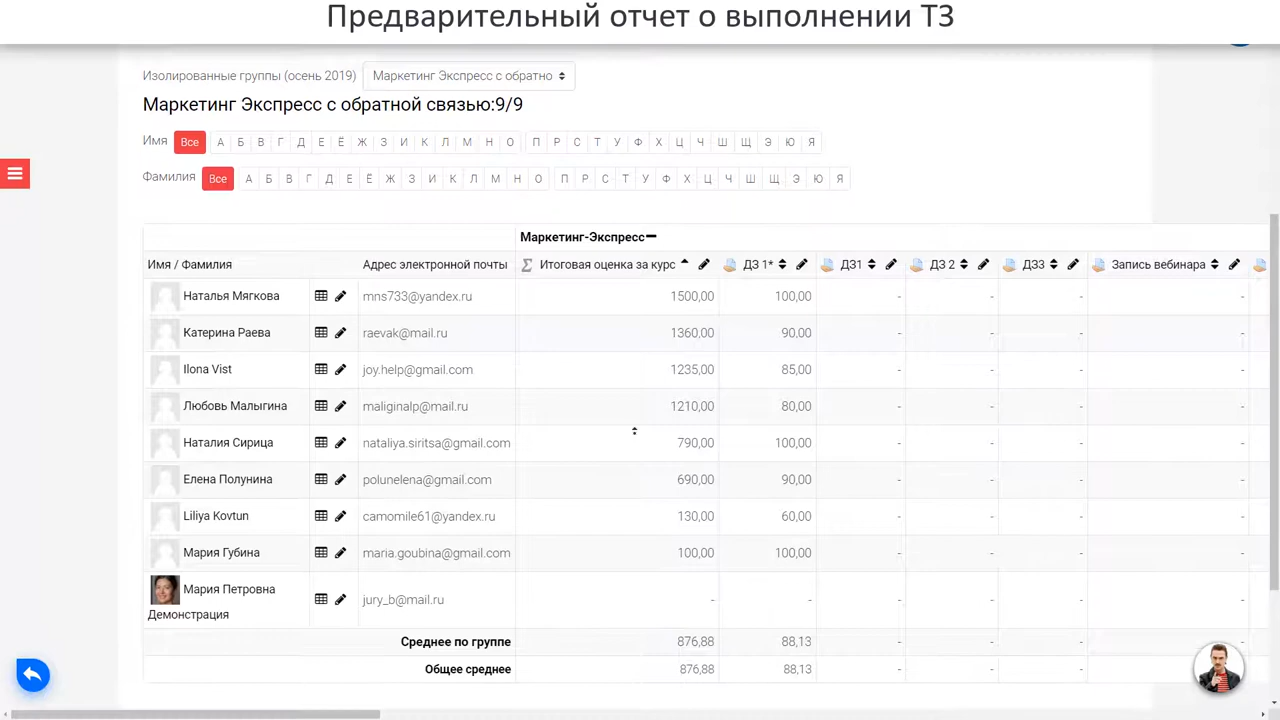 Предварительный отчет о выполнении ТЗ
Изолированные группы (осень 2019) Маркетинг Экспресс с обратно
Маркетинг Экспресс с обратной связью:9/9
Имя Все А Б В Г Д Е Ё Ж З И К Л М Н О П Р С Т У Ф Х Ц Ч Ш Щ Э Ю Я
Фамилия Все А Б В Г Д Е Ё Ж З И К Л М Н О П Р С Т У Ф Х Ц Ч Ш Щ Э Ю Я
Маркетинг-Экспресс
Имя / Фамилия Адрес электронной почты Итоговая оценка за курс ДЗ 1* ДЗ1 ДЗ 2 ДЗ3 Запись вебинара
Наталья Мягкова mns733@yandex.ru 1500,00 100,00 - - - -
Катерина Раева raevak@mail.ru 1360,00 90,00 - - - -
Ilona Vist joy.help@gmail.com 1235,00 85,00 - - - -
Любовь Малыгина maliginalp@mail.ru 1210,00 80,00 - - - -
Наталия Сирица nataliya.siritsa@gmail.com 790,00 100,00 - - - -
Елена Полунина polunelena@gmail.com 690,00 90,00 - - - -
Liliya Kovtun camomile61@yandex.ru 130,00 60,00 - - - -
Мария Губина maria.goubina@gmail.com 100,00 100,00 - - - -
Мария Петровна
Демонстрация jury_b@mail.ru - - - - - -
Среднее по группе 876,88 88,13 - - - -
Общее среднее 876,88 88,13 - - - -